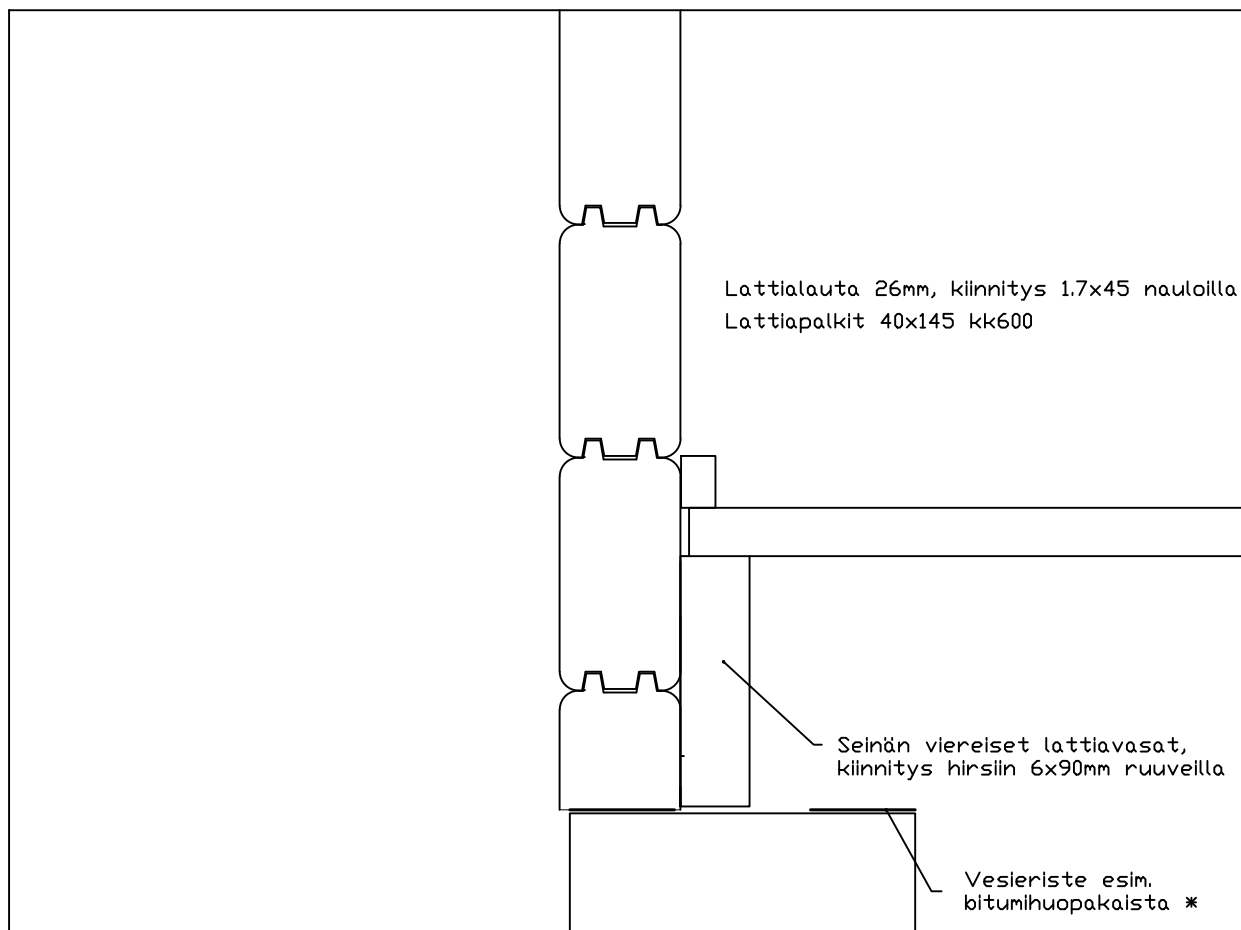 Lattialauta 26mm, kiinnitys 1.7x45 nauloilla
Lattiapalkit 40x145 kk600
Seinän viereiset lattiavasat,
kiinnitys hirsiin 6x90mm ruuveilla
Vesieriste esim.
bitumihuopakaista *